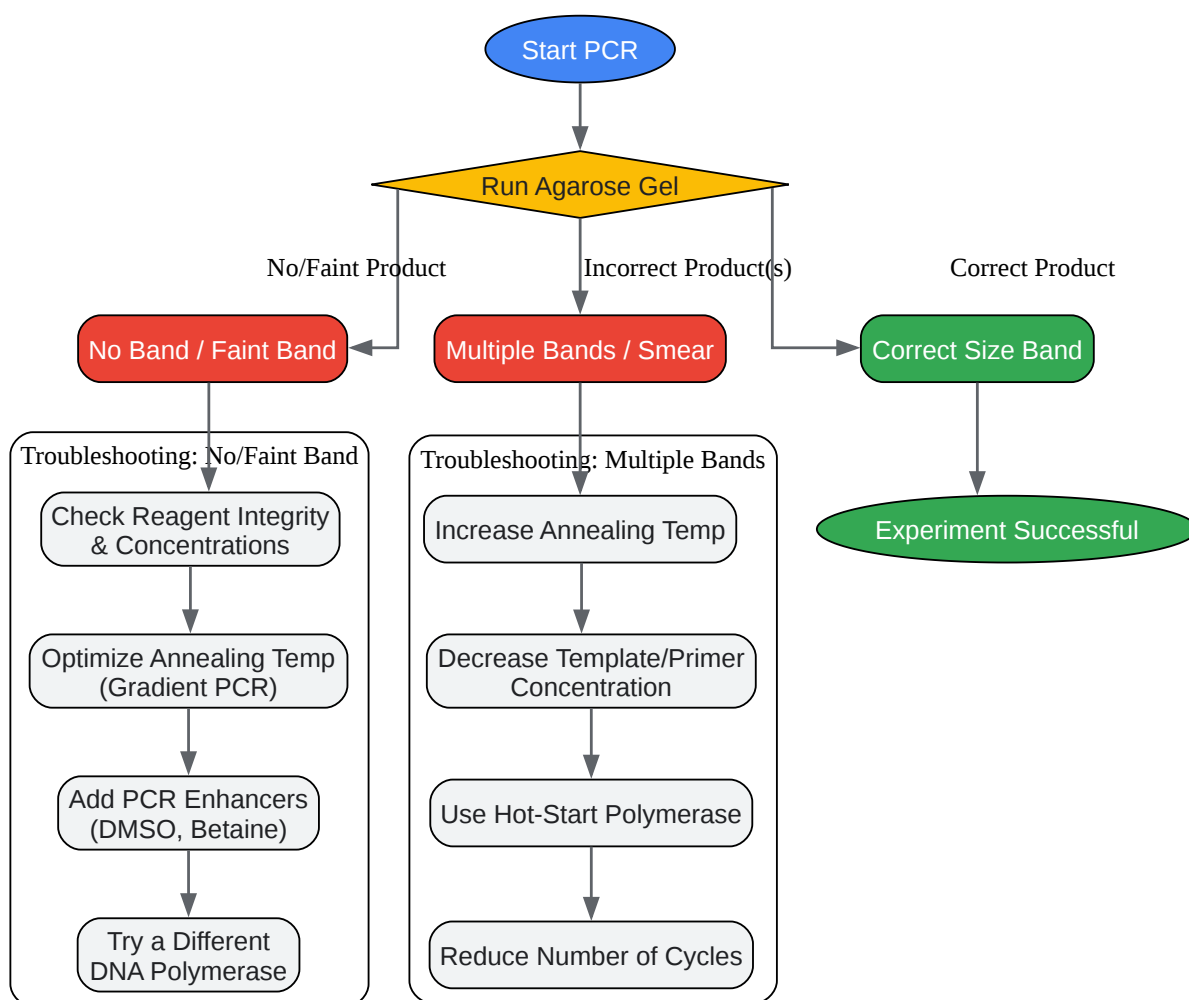 Start PCR
Run Agarose Gel
No/Faint Product
Incorrect Product(s)
Correct Product
No Band / Faint Band
Multiple Bands / Smear
Correct Size Band
Troubleshooting: No/Faint Band
Check Reagent Integrity
& Concentrations
Optimize Annealing Temp
(Gradient PCR)
Add PCR Enhancers
(DMSO, Betaine)
Try a Different
DNA Polymerase
Troubleshooting: Multiple Bands
Increase Annealing Temp
Decrease Template/Primer
Concentration
Use Hot-Start Polymerase
Reduce Number of Cycles
Experiment Successful